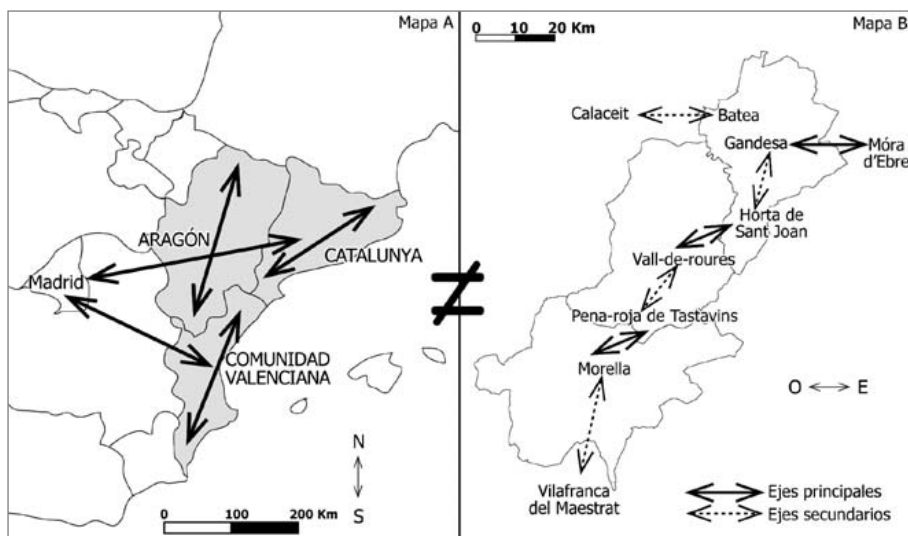 Mapa A
ARAGÓN
CATALUNYA
Madrid
COMUNIDAD
VALENCIANA
N
S
0 100 200 Km
≠
Mapa B
0 10 20 Km
Calaceit
Batea
Gandesa
Móra
d'Ebre
Horta de
Sant Joan
Vall-de-roures
Pena-roja de Tastavins
Morella
O E
Vilafranca
del Maestrat
Ejes principales
Ejes secundarios